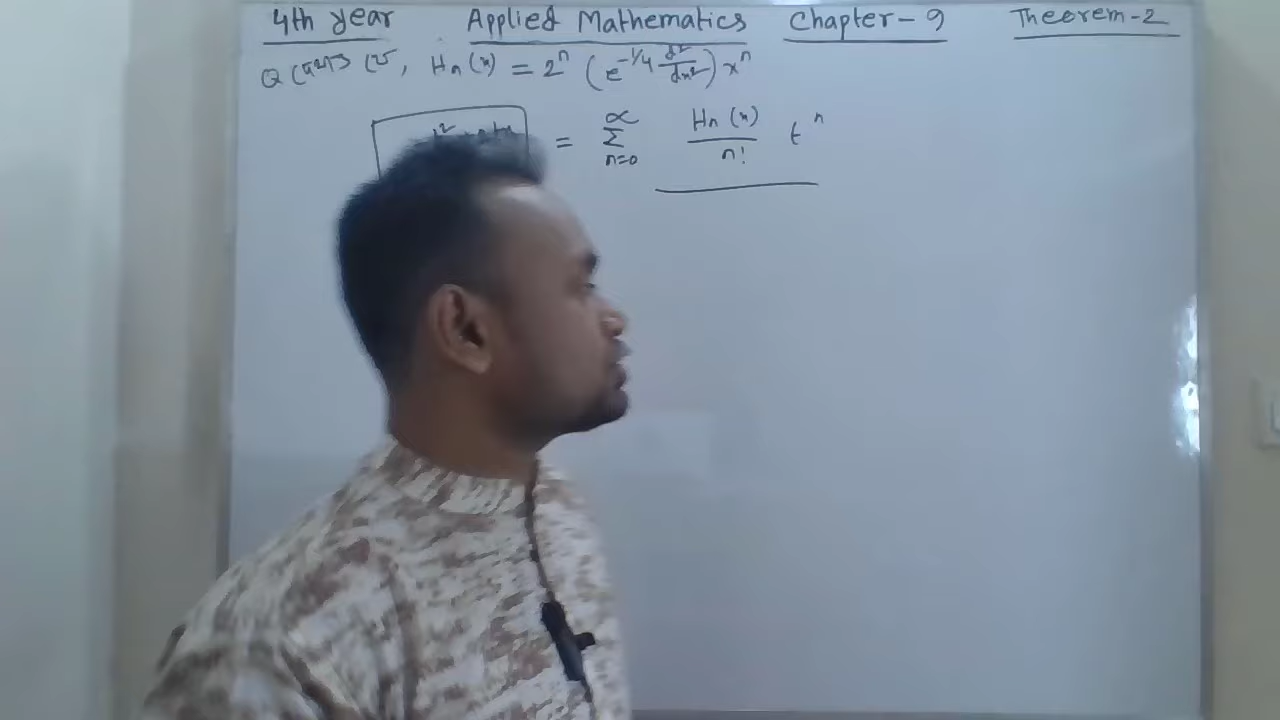 4th year Applied Mathematics Chapter-9 Theorem-2
দেখাও যে, Hn(x) = 2^n (e^{-1/4 d²/dx²}) x^n
= Σ_{n=0}^{∞} Hn(x)/n! t^n